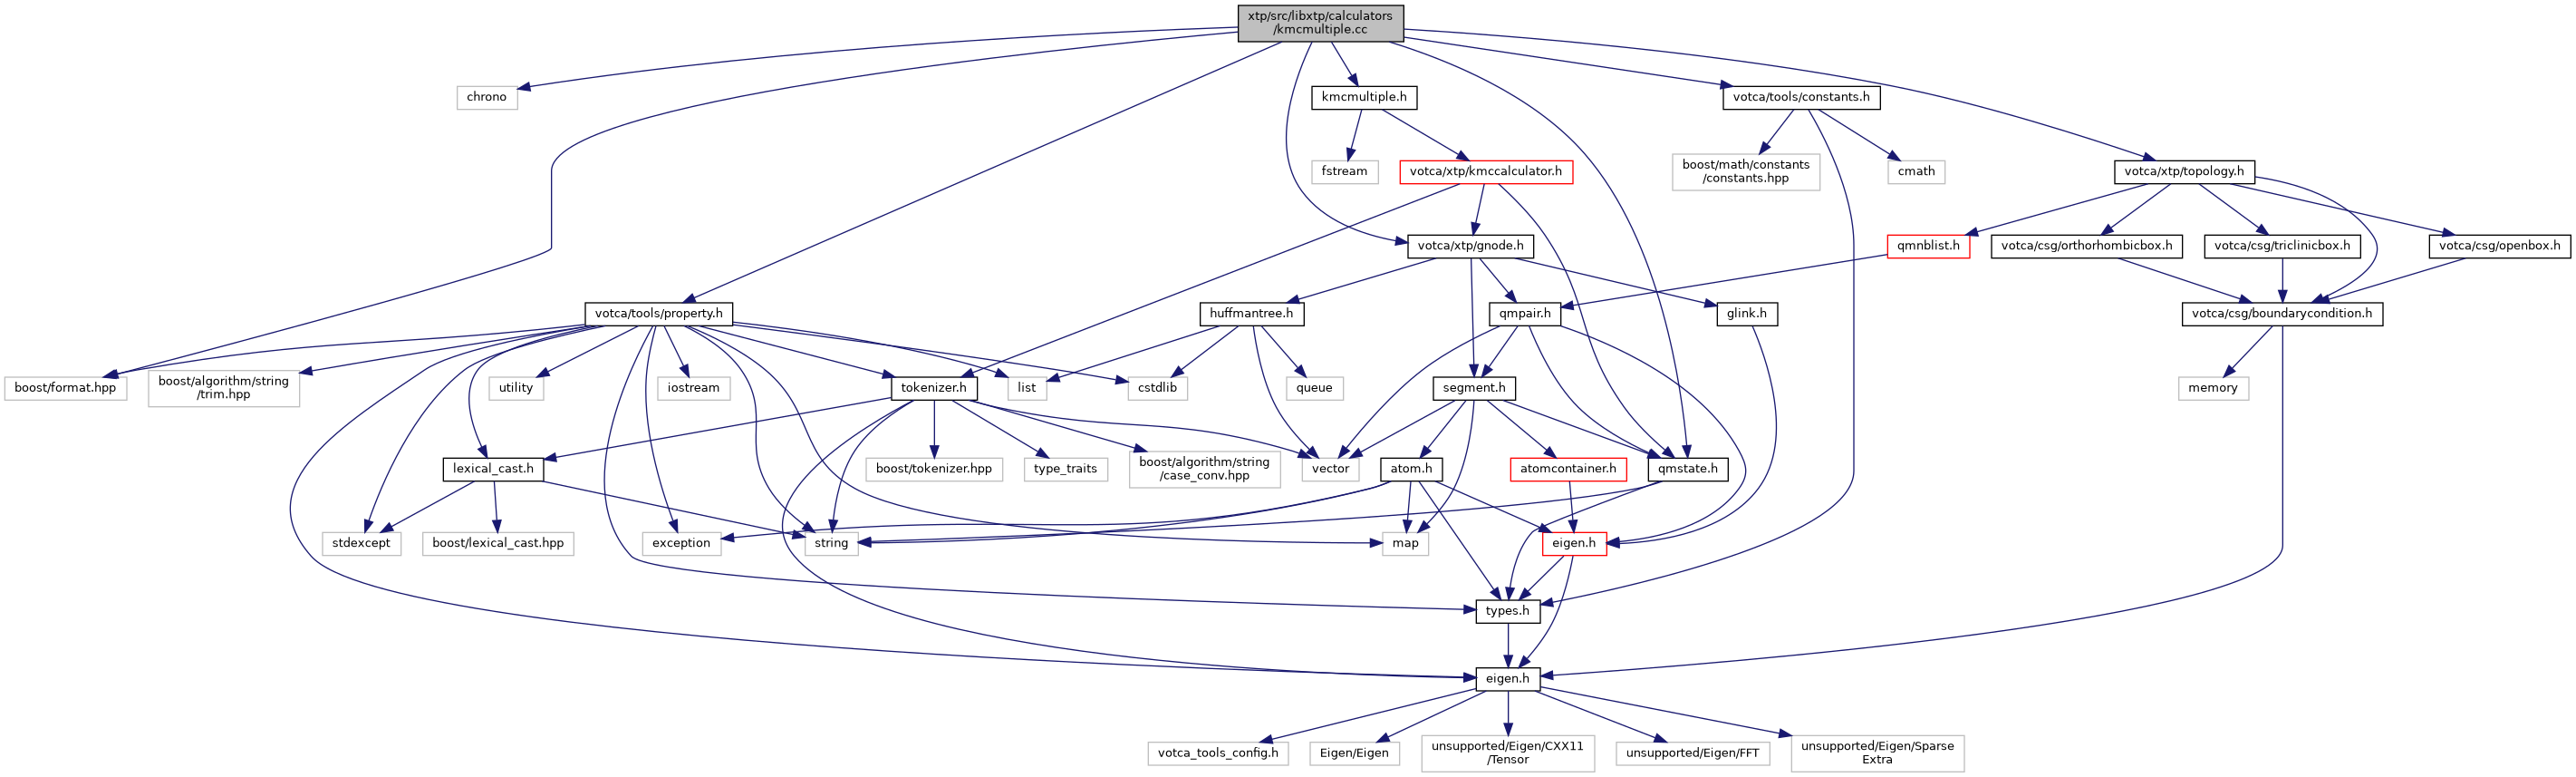 xtp/src/libxtp/calculators
/kmcmultiple.cc
chrono
kmcmultiple.h
votca/tools/constants.h
fstream
votca/xtp/kmccalculator.h
boost/math/constants
/constants.hpp
cmath
votca/xtp/topology.h
votca/xtp/gnode.h
qmnblist.h
votca/csg/orthorhombicbox.h
votca/csg/triclinicbox.h
votca/csg/openbox.h
votca/tools/property.h
huffmantree.h
qmpair.h
glink.h
votca/csg/boundarycondition.h
boost/format.hpp
boost/algorithm/string
/trim.hpp
utility
iostream
tokenizer.h
list
cstdlib
queue
segment.h
memory
lexical_cast.h
boost/tokenizer.hpp
type_traits
boost/algorithm/string
/case_conv.hpp
vector
atom.h
atomcontainer.h
qmstate.h
stdexcept
boost/lexical_cast.hpp
exception
string
map
eigen.h
types.h
eigen.h
votca_tools_config.h
Eigen/Eigen
unsupported/Eigen/CXX11
/Tensor
unsupported/Eigen/FFT
unsupported/Eigen/Sparse
Extra